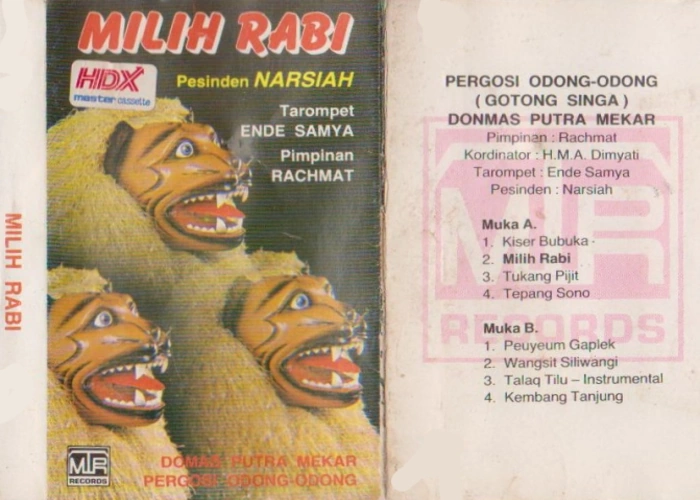 MILIH RABI
MILIH RABI
HDX
master cassette
Pesinden NARSIAH
Tarompet
ENDE SAMYA
Pimpinan
RACHMAT
MTR
RECORDS
DOMAS PUTRA MEKAR
PERGOSI ODONG-ODONG
PERGOSI ODONG-ODONG
( GOTONG SINGA )
DONMAS PUTRA MEKAR
Pimpinan : Rachmat
Kordinator : H.M.A. Dimyati
Tarompet : Ende Samya
Pesinden : Narsiah
Muka A.
1. Kiser Bubuka
2. Milih Rabi
3. Tukang Pijit
4. Tepang Sono
Muka B.
1. Peuyeum Gaplek
2. Wangsit Siliwangi
3. Talaq Tilu – Instrumental
4. Kembang Tanjung
MTR
RECORDS